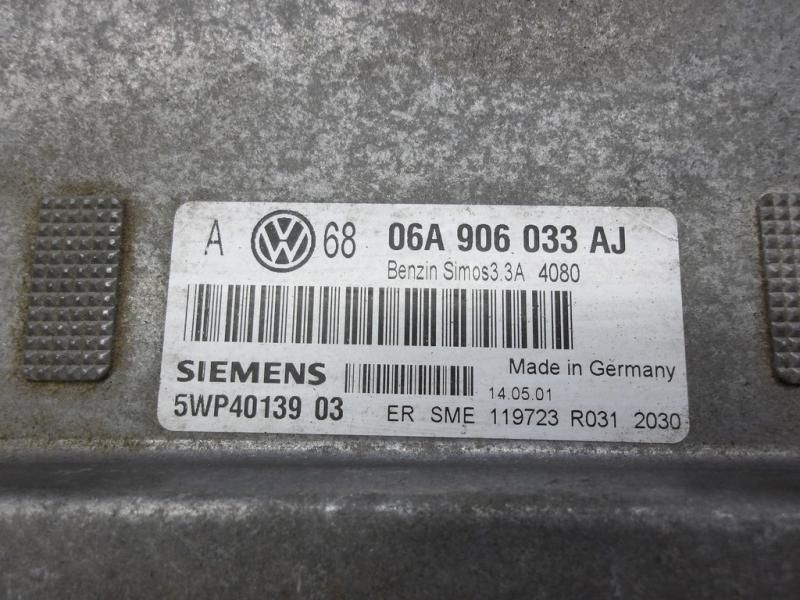 A VW 68 06A 906 033 AJ
Benzin Simos3.3A 4080
SIEMENS Made in Germany
14.05.01
5WP40139 03 ER SME 119723 R031 2030